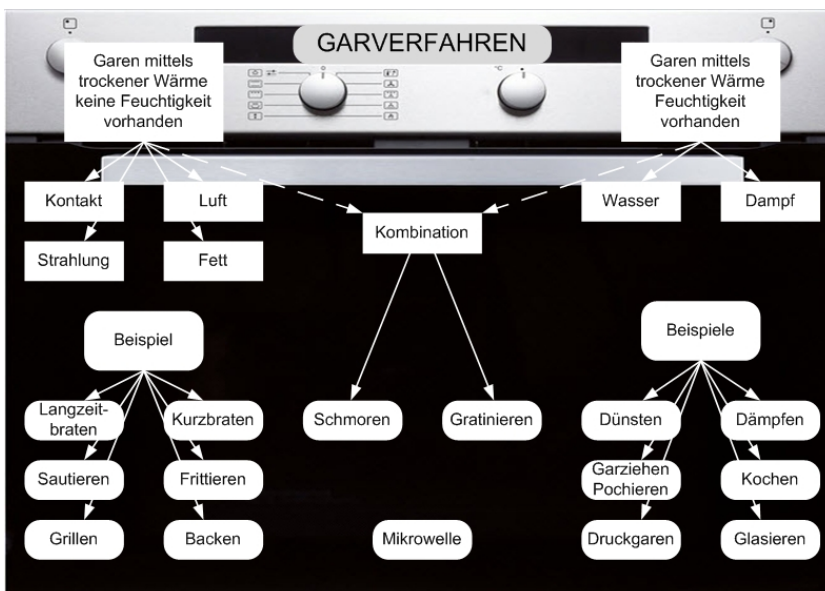 GARVERFAHREN
Garen mittels
trockener Wärme
keine Feuchtigkeit
vorhanden
Garen mittels
trockener Wärme
Feuchtigkeit
vorhanden
°C
Kontakt
Luft
Strahlung
Fett
Kombination
Wasser
Dampf
Beispiel
Langzeit-
braten
Kurzbraten
Sautieren
Frittieren
Grillen
Backen
Schmoren
Gratinieren
Mikrowelle
Beispiele
Dünsten
Dämpfen
Garziehen
Pochieren
Kochen
Druckgaren
Glasieren